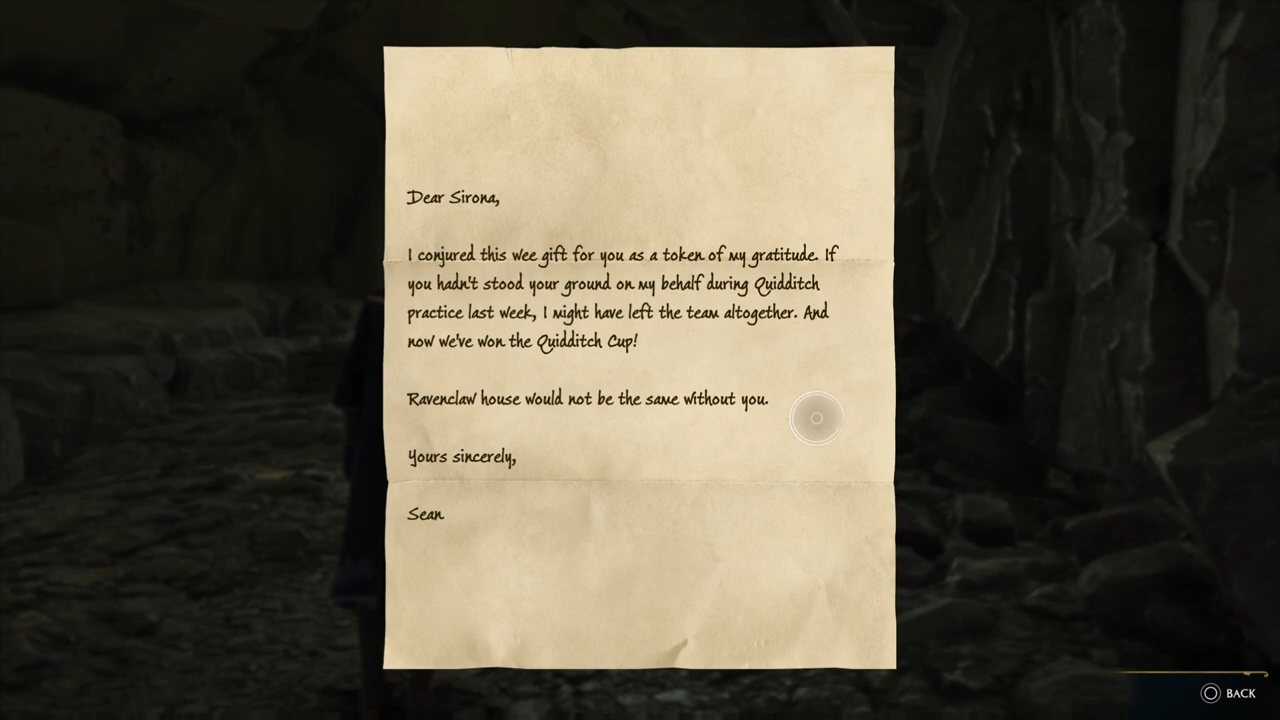 Dear Sirona,
I conjured this wee gift for you as a token of my gratitude. If
you hadn't stood your ground on my behalf during Quidditch
practice last week, I might have left the team altogether. And
now we've won the Quidditch Cup!
Ravenclaw house would not be the same without you.
Yours sincerely,
Sean
BACK